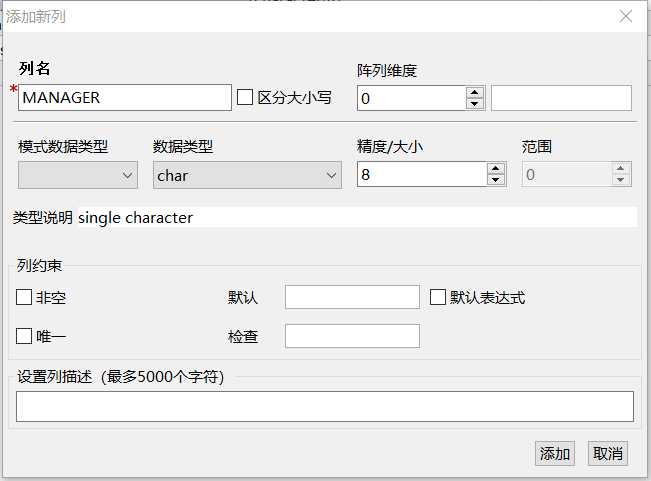 添加新列
列名
阵列维度
*MANAGER
区分大小写
0
模式数据类型
数据类型
精度/大小
范围
char
8
0
类型说明 single character
列约束
非空
默认
默认表达式
唯一
检查
设置列描述（最多5000个字符）
添加
取消